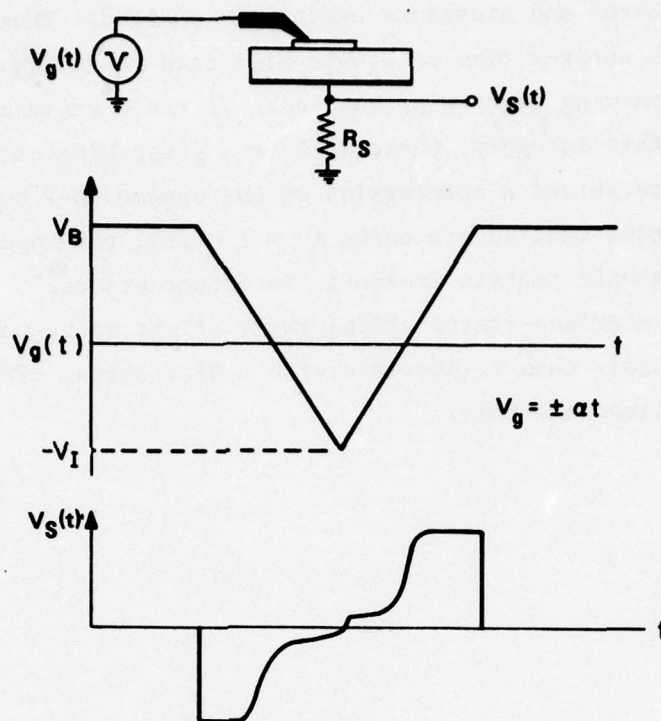 V_g(t)
V
V_S(t)
R_S
V_B
V_g(t)
t
V_g = ± αt
-V_I
V_S(t)
t